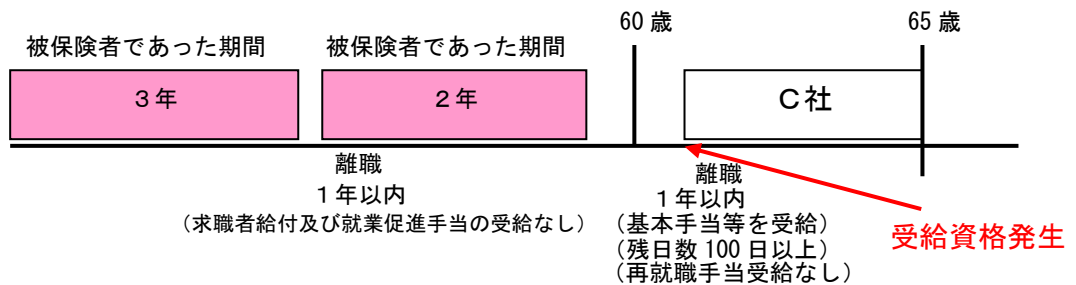 60 歳
65 歳
被保険者であった期間
被保険者であった期間
３年
２年
Ｃ社
離職
１年以内
（求職者給付及び就業促進手当の受給なし）
離職
１年以内
（基本手当等を受給）
（残日数 100 日以上）
（再就職手当受給なし）
受給資格発生